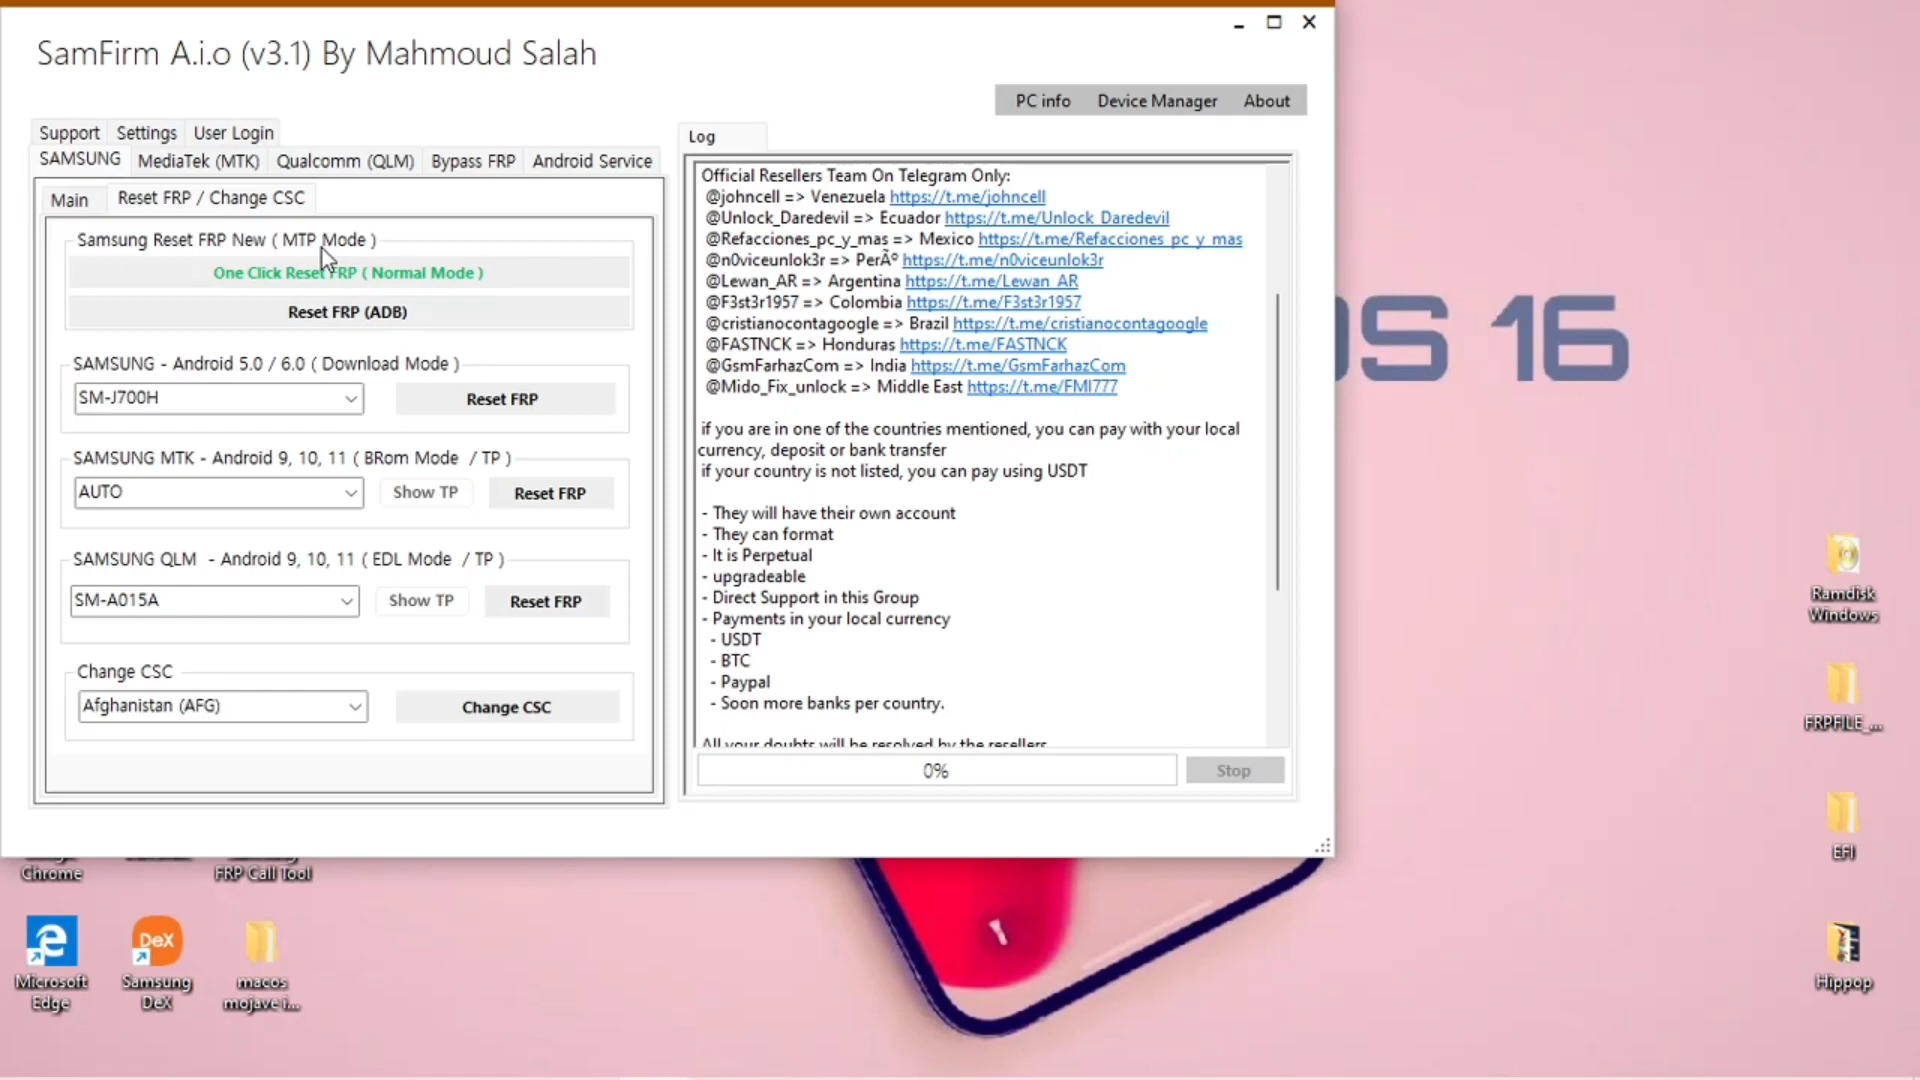 SamFirm A.i.o (v3.1) By Mahmoud Salah
PC info Device Manager About
Support Settings User Login
SAMSUNG MediaTek (MTK) Qualcomm (QLM) Bypass FRP Android Service
Main Reset FRP / Change CSC
Samsung Reset FRP New ( MTP Mode )
One Click Reset FRP ( Normal Mode )
Reset FRP (ADB)
SAMSUNG - Android 5.0 / 6.0 ( Download Mode )
SM-J700H Reset FRP
SAMSUNG MTK - Android 9, 10, 11 ( BRom Mode / TP )
AUTO Show TP Reset FRP
SAMSUNG QLM - Android 9, 10, 11 ( EDL Mode / TP )
SM-A015A Show TP Reset FRP
Change CSC
Afghanistan (AFG) Change CSC
Log
Official Resellers Team On Telegram Only:
@johncell => Venezuela https://t.me/johncell
@Unlock_Daredevil => Ecuador https://t.me/Unlock_Daredevil
@Refacciones_pc_y_mas => Mexico https://t.me/Refacciones_pc_y_mas
@n0viceunlok3r => PerÃº https://t.me/n0viceunlok3r
@Lewan_AR => Argentina https://t.me/Lewan_AR
@F3st3r1957 => Colombia https://t.me/F3st3r1957
@cristianocontagoogle => Brazil https://t.me/cristianocontagoogle
@FASTNCK => Honduras https://t.me/FASTNCK
@GsmFarhazCom => India https://t.me/GsmFarhazCom
@Mido_Fix_unlock => Middle East https://t.me/FMI777
if you are in one of the countries mentioned, you can pay with your local
currency, deposit or bank transfer
if your country is not listed, you can pay using USDT
- They will have their own account
- They can format
- It is Perpetual
- upgradeable
- Direct Support in this Group
- Payments in your local currency
- USDT
- BTC
- Paypal
- Soon more banks per country.
All your doubts will be resolved by the resellers
0% Stop
OS 16
Ramdisk
Windows
FRPFILE_...
EFI
Hippop
Chrome
FRP Call Tool
Microsoft
Edge
DeX
Samsung
DeX
macos
mojave i...